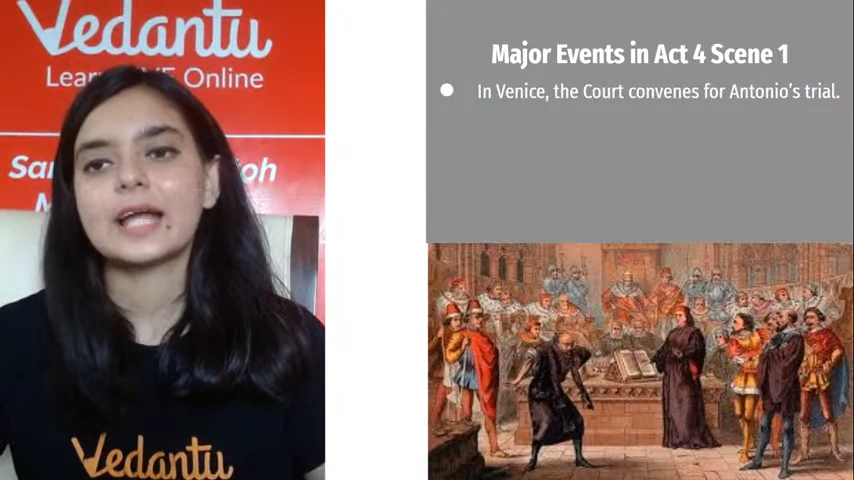 Vedantu
Learn LIVE Online
Major Events in Act 4 Scene 1
In Venice, the Court convenes for Antonio's trial.
Vedantu